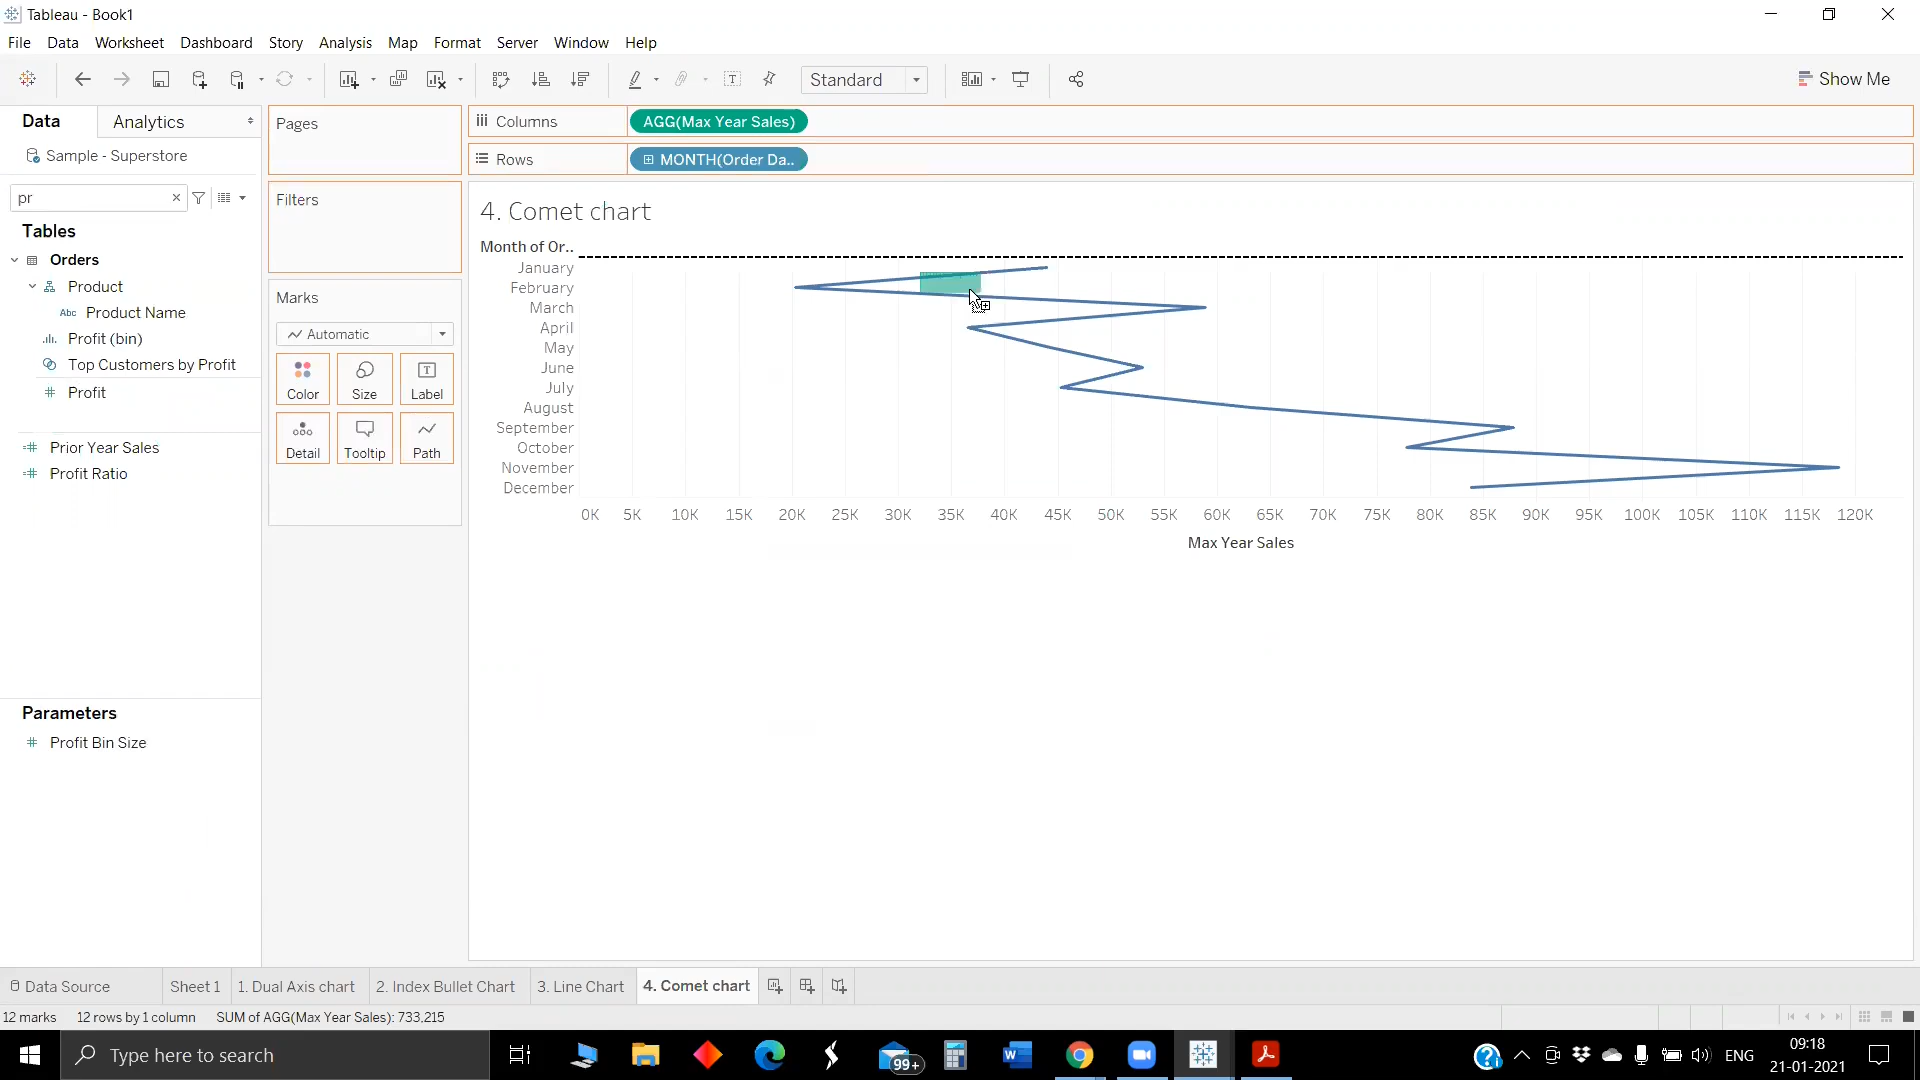 Tableau - Book1
File Data Worksheet Dashboard Story Analysis Map Format Server Window Help
Standard
Show Me
Data Analytics
Sample - Superstore
pr
Tables
Orders
Product
Abc Product Name
Profit (bin)
Top Customers by Profit
Profit
Prior Year Sales
Profit Ratio
Parameters
Profit Bin Size
Pages
Filters
Marks
Automatic
Color Size Label
Detail Tooltip Path
Columns AGG(Max Year Sales)
Rows MONTH(Order Da..
4. Comet chart
Month of Or..
January
February
March
April
May
June
July
August
September
October
November
December
0K 5K 10K 15K 20K 25K 30K 35K 40K 45K 50K 55K 60K 65K 70K 75K 80K 85K 90K 95K 100K 105K 110K 115K 120K
Max Year Sales
Data Source Sheet 1 1. Dual Axis chart 2. Index Bullet Chart 3. Line Chart 4. Comet chart
12 marks 12 rows by 1 column SUM of AGG(Max Year Sales): 733,215
Type here to search
99+
ENG
09:18
21-01-2021